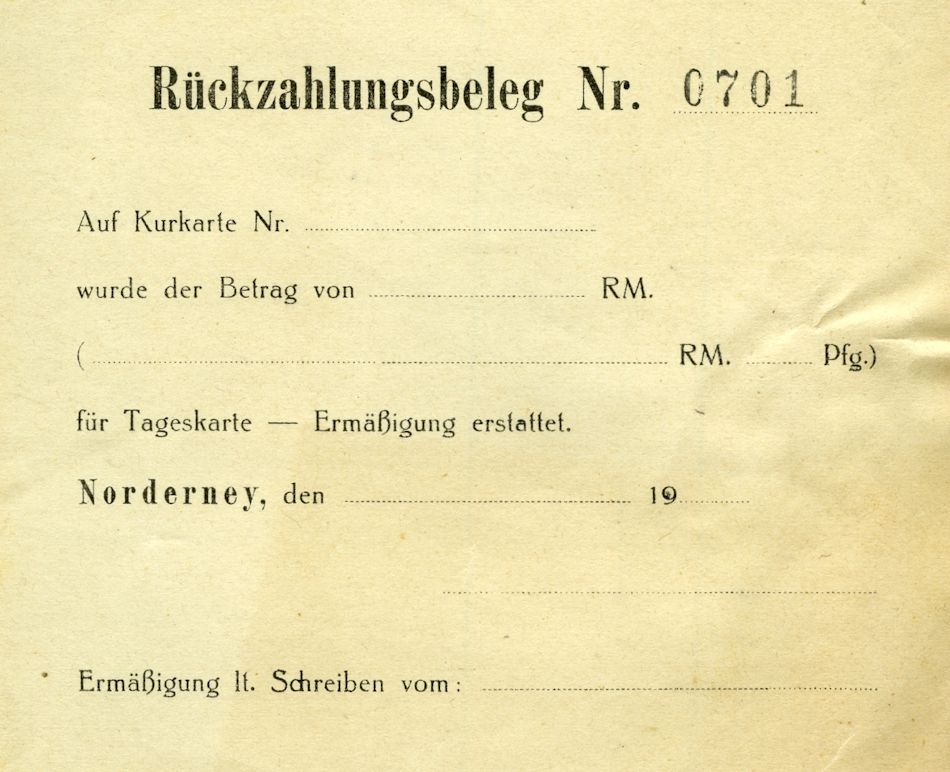 Rückzahlungsbeleg Nr. 0701
Auf Kurkarte Nr.
wurde der Betrag von RM.
( RM. Pfg.)
für Tageskarte — Ermäßigung erstattet.
Norderney, den 19
Ermäßigung lt. Schreiben vom: